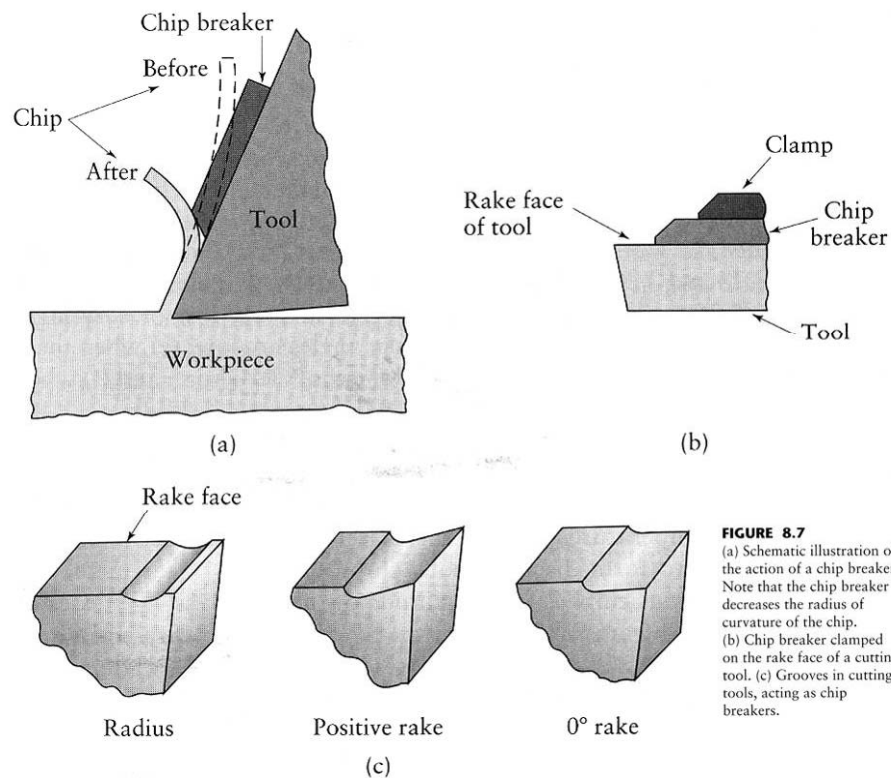 Chip breaker
Before
Chip
After
Tool
Workpiece
(a)
Clamp
Rake face
of tool
Chip
breaker
Tool
(b)
Rake face
Radius
Positive rake
0° rake
(c)
FIGURE 8.7
(a) Schematic illustration o
the action of a chip breake
Note that the chip breaker
decreases the radius of
curvature of the chip.
(b) Chip breaker clamped
on the rake face of a cuttin
tool. (c) Grooves in cutting
tools, acting as chip
breakers.